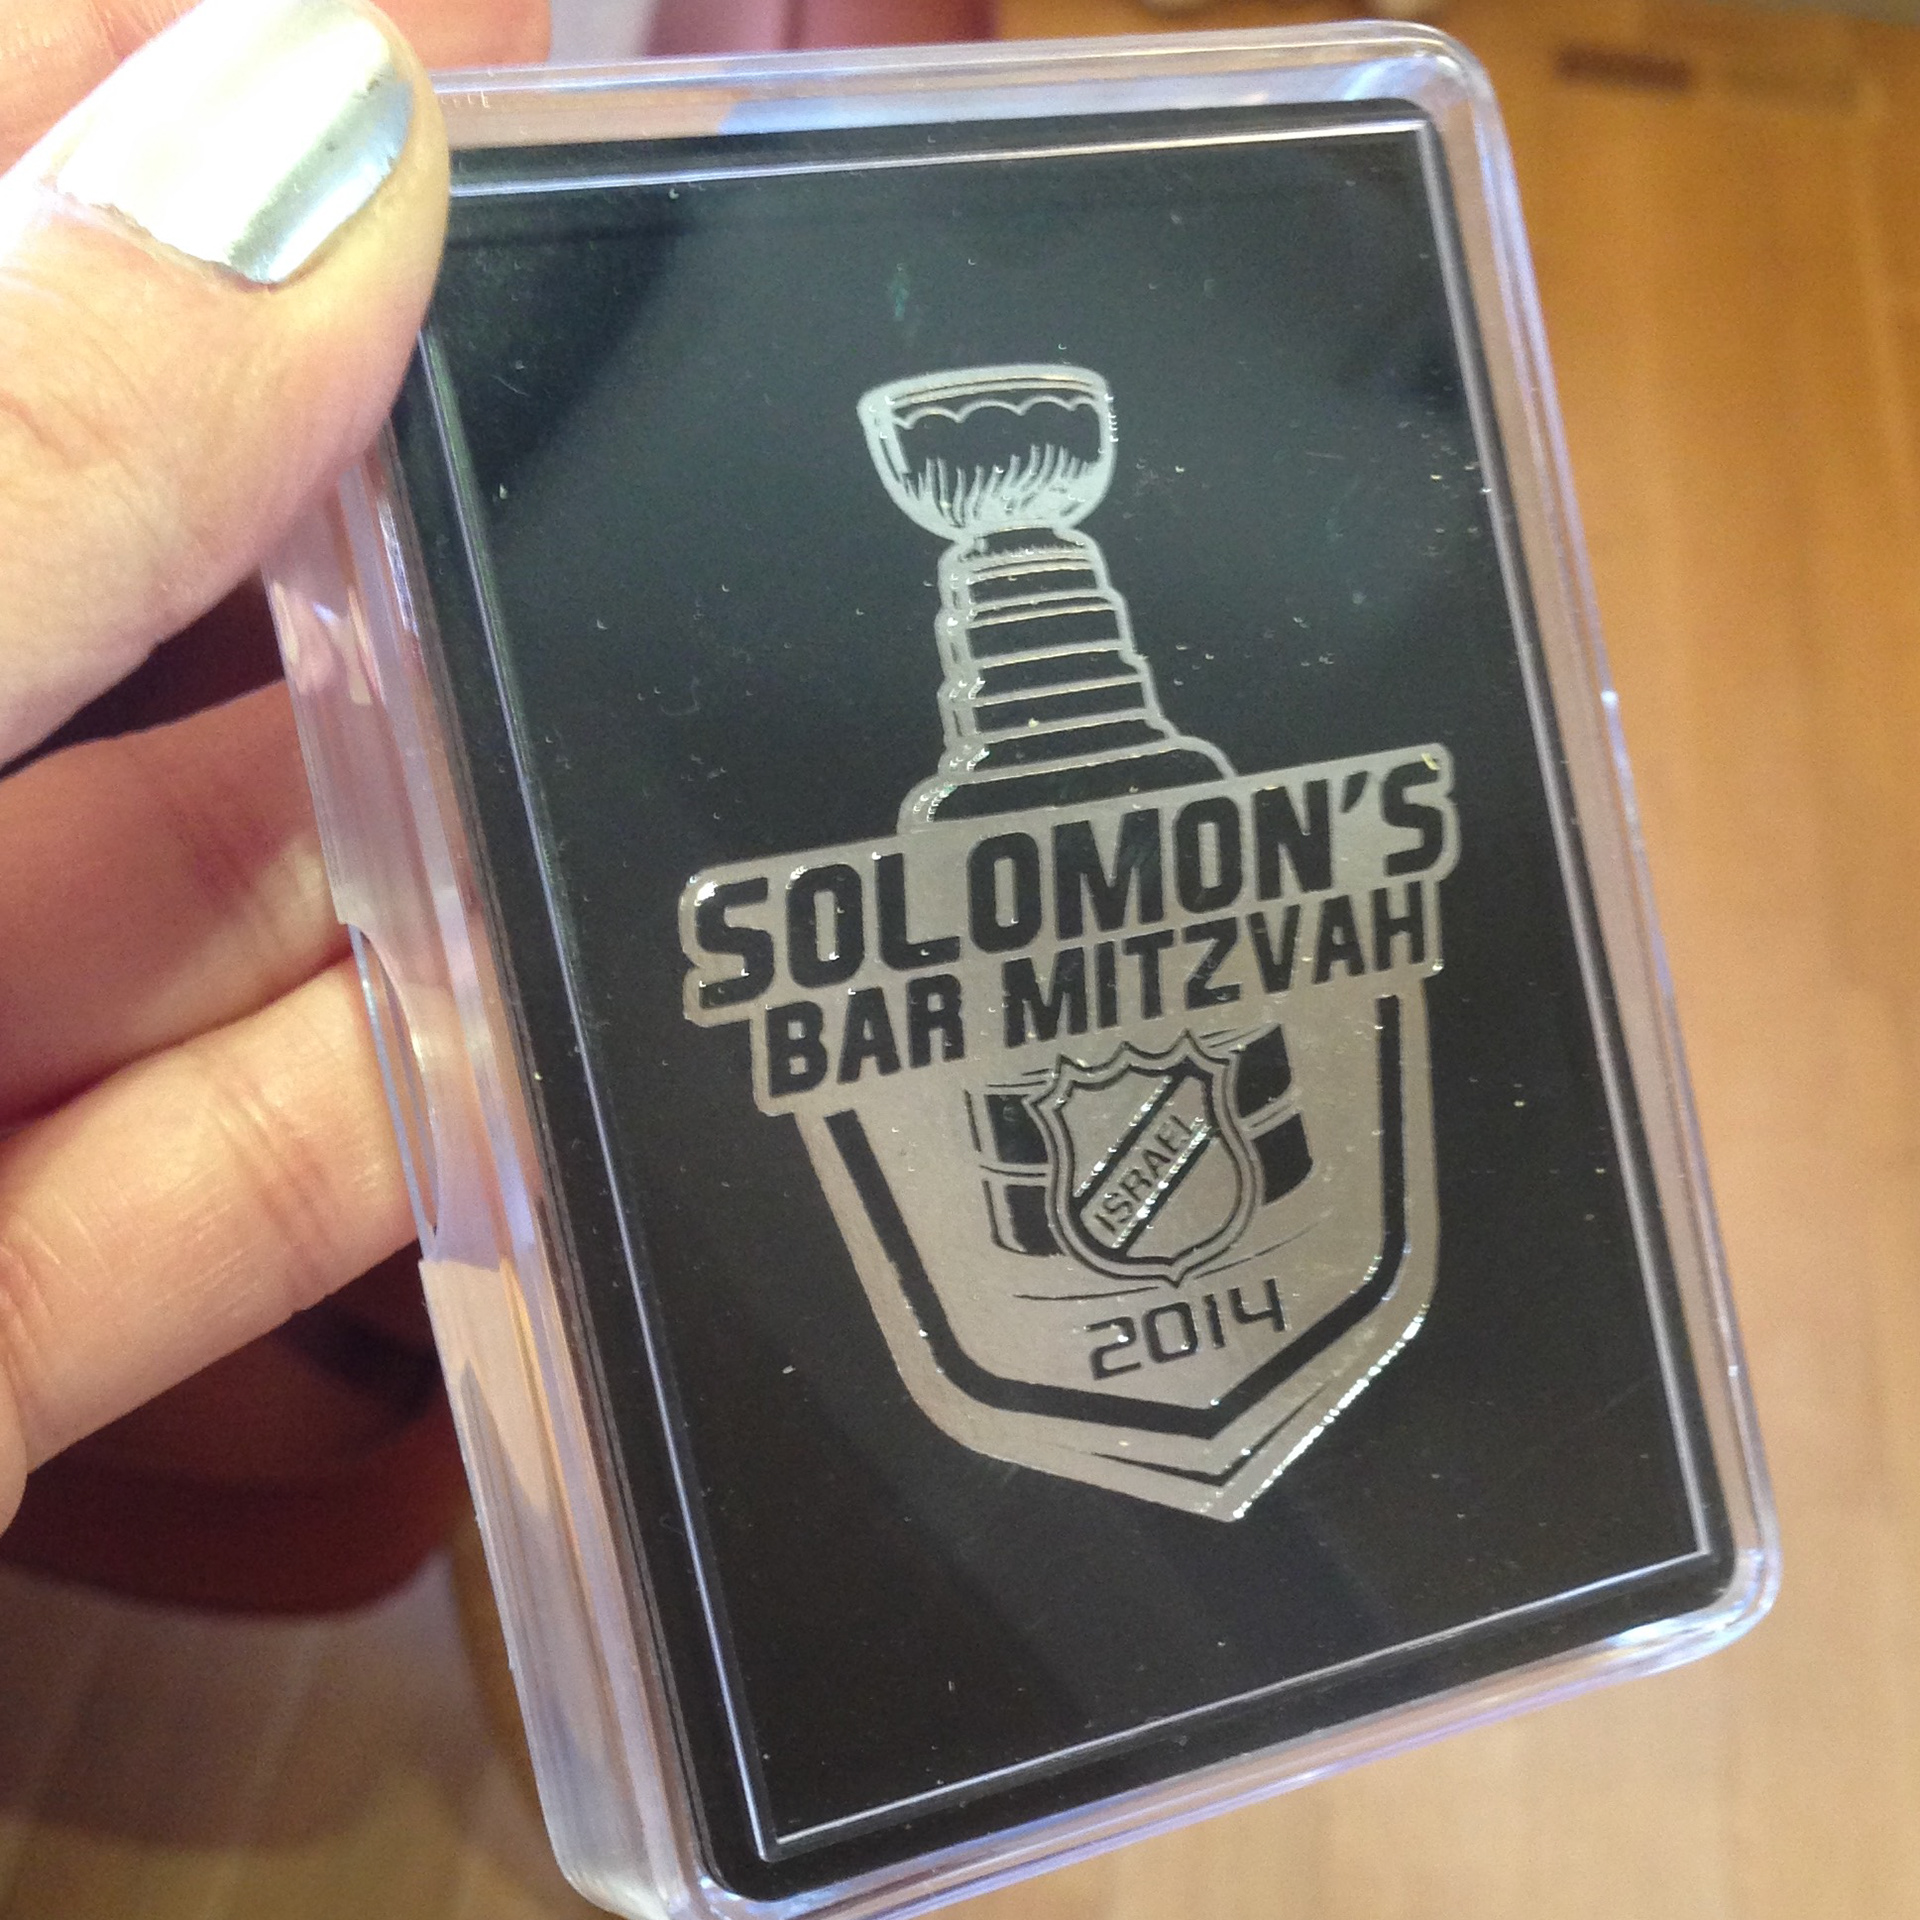 SOLOMON'S
BAR MITZVAH
ISRAEL
2014